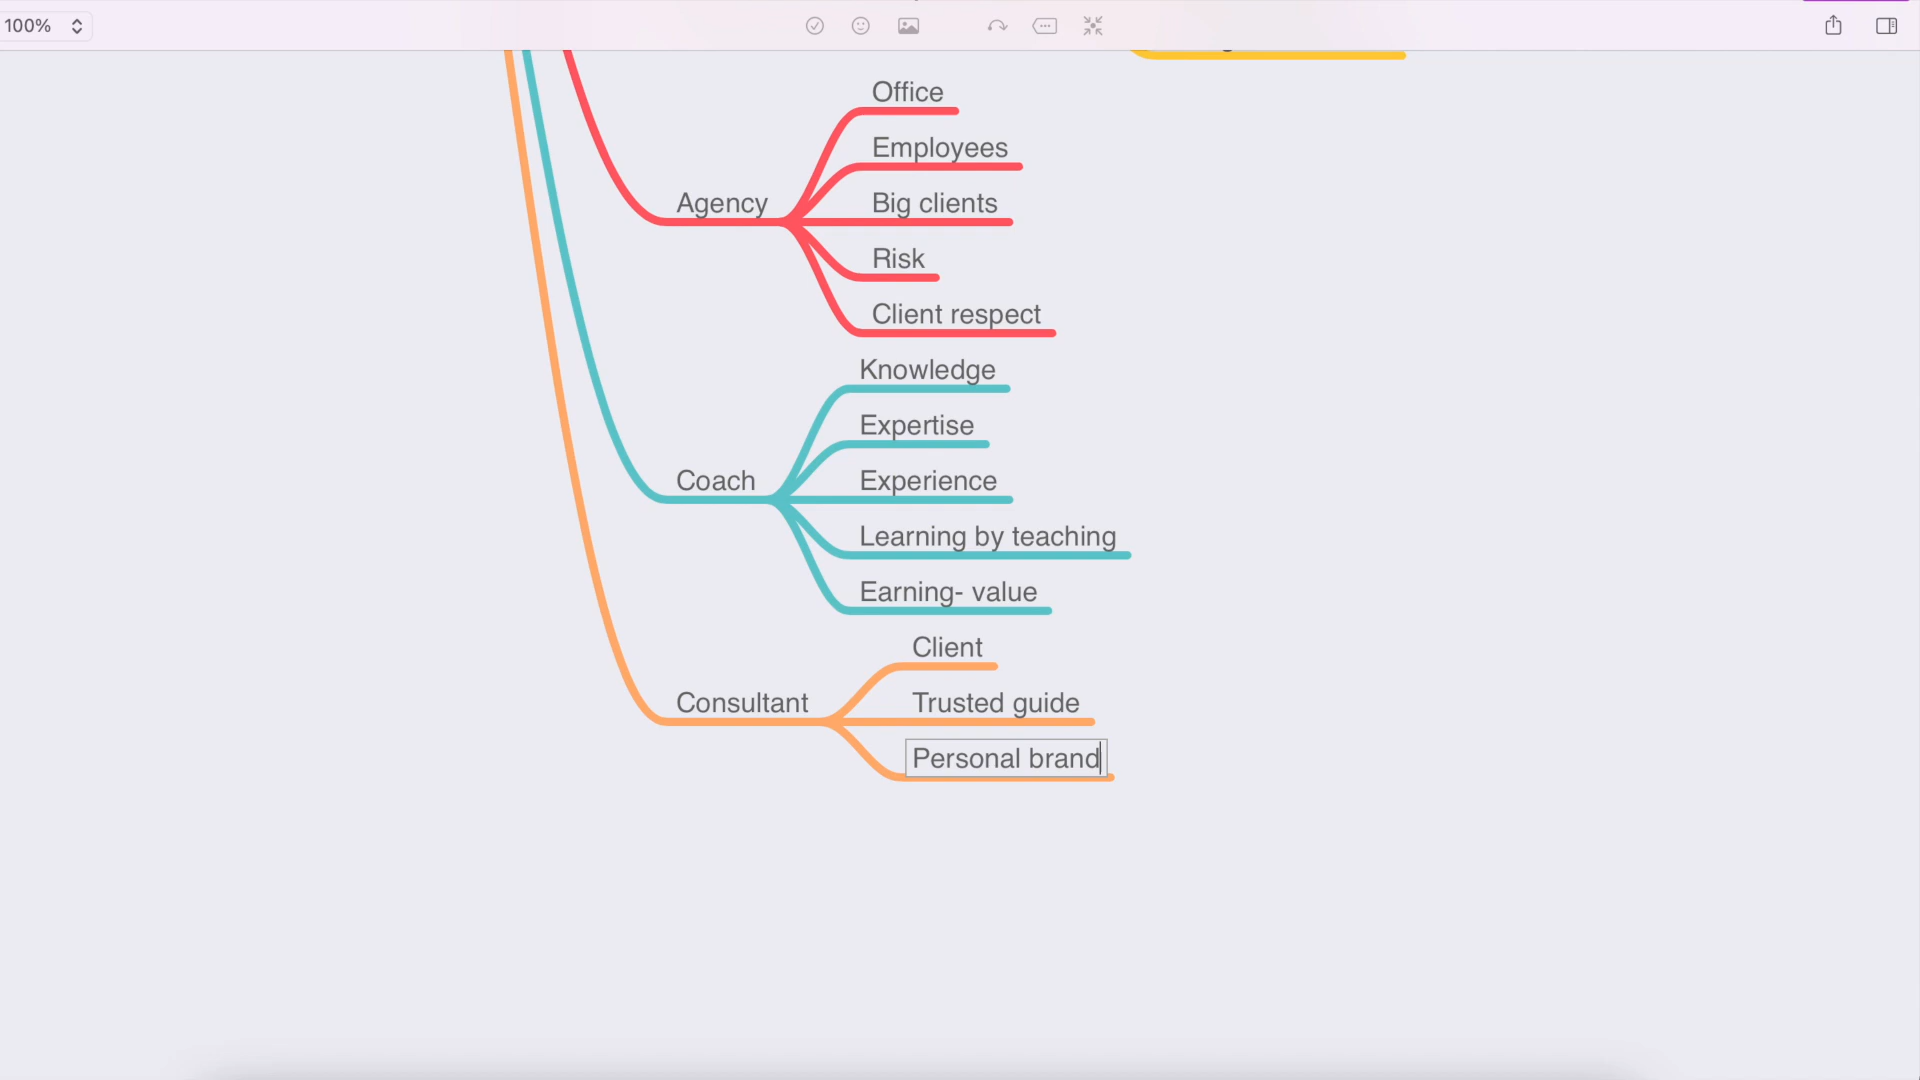 100%
Office
Employees
Agency
Big clients
Risk
Client respect
Knowledge
Expertise
Coach
Experience
Learning by teaching
Earning- value
Client
Consultant
Trusted guide
Personal brand